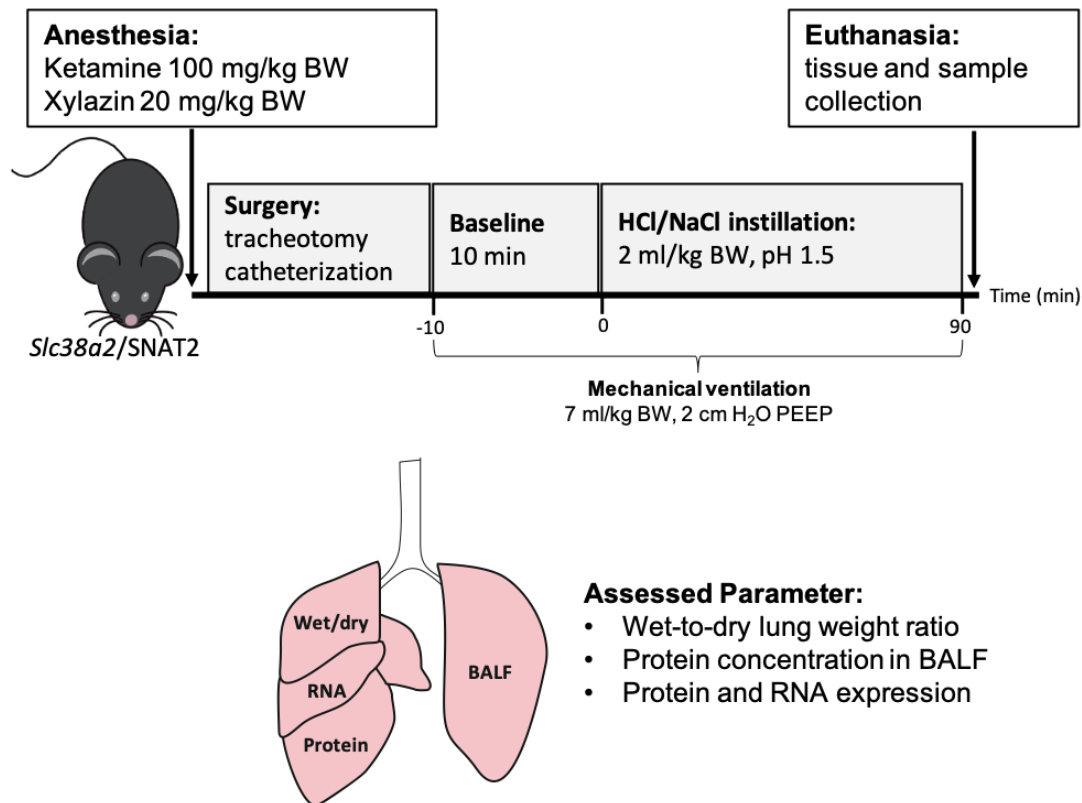 Anesthesia:
Ketamine 100 mg/kg BW
Xylazin 20 mg/kg BW
Euthanasia:
tissue and sample
collection
Surgery:
tracheotomy
catheterization
Baseline
10 min
HCl/NaCl instillation:
2 ml/kg BW, pH 1.5
Time (min)
-10
0
90
Slc38a2/SNAT2
Mechanical ventilation
7 ml/kg BW, 2 cm H₂O PEEP
Wet/dry
RNA
Protein
BALF
Assessed Parameter:
• Wet-to-dry lung weight ratio
• Protein concentration in BALF
• Protein and RNA expression